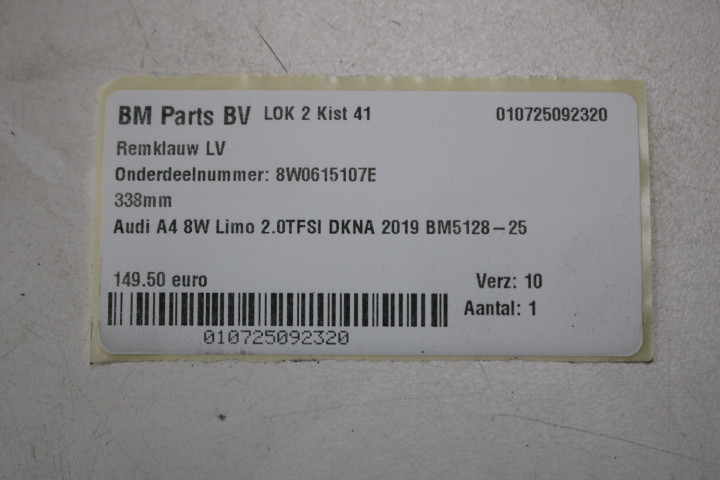 BM Parts BV LOK 2 Kist 41 010725092320
Remklauw LV
Onderdeelnummer: 8W0615107E
338mm
Audi A4 8W Limo 2.0TFSI DKNA 2019 BM5128-25
149.50 euro Verz: 10
Aantal: 1
010725092320